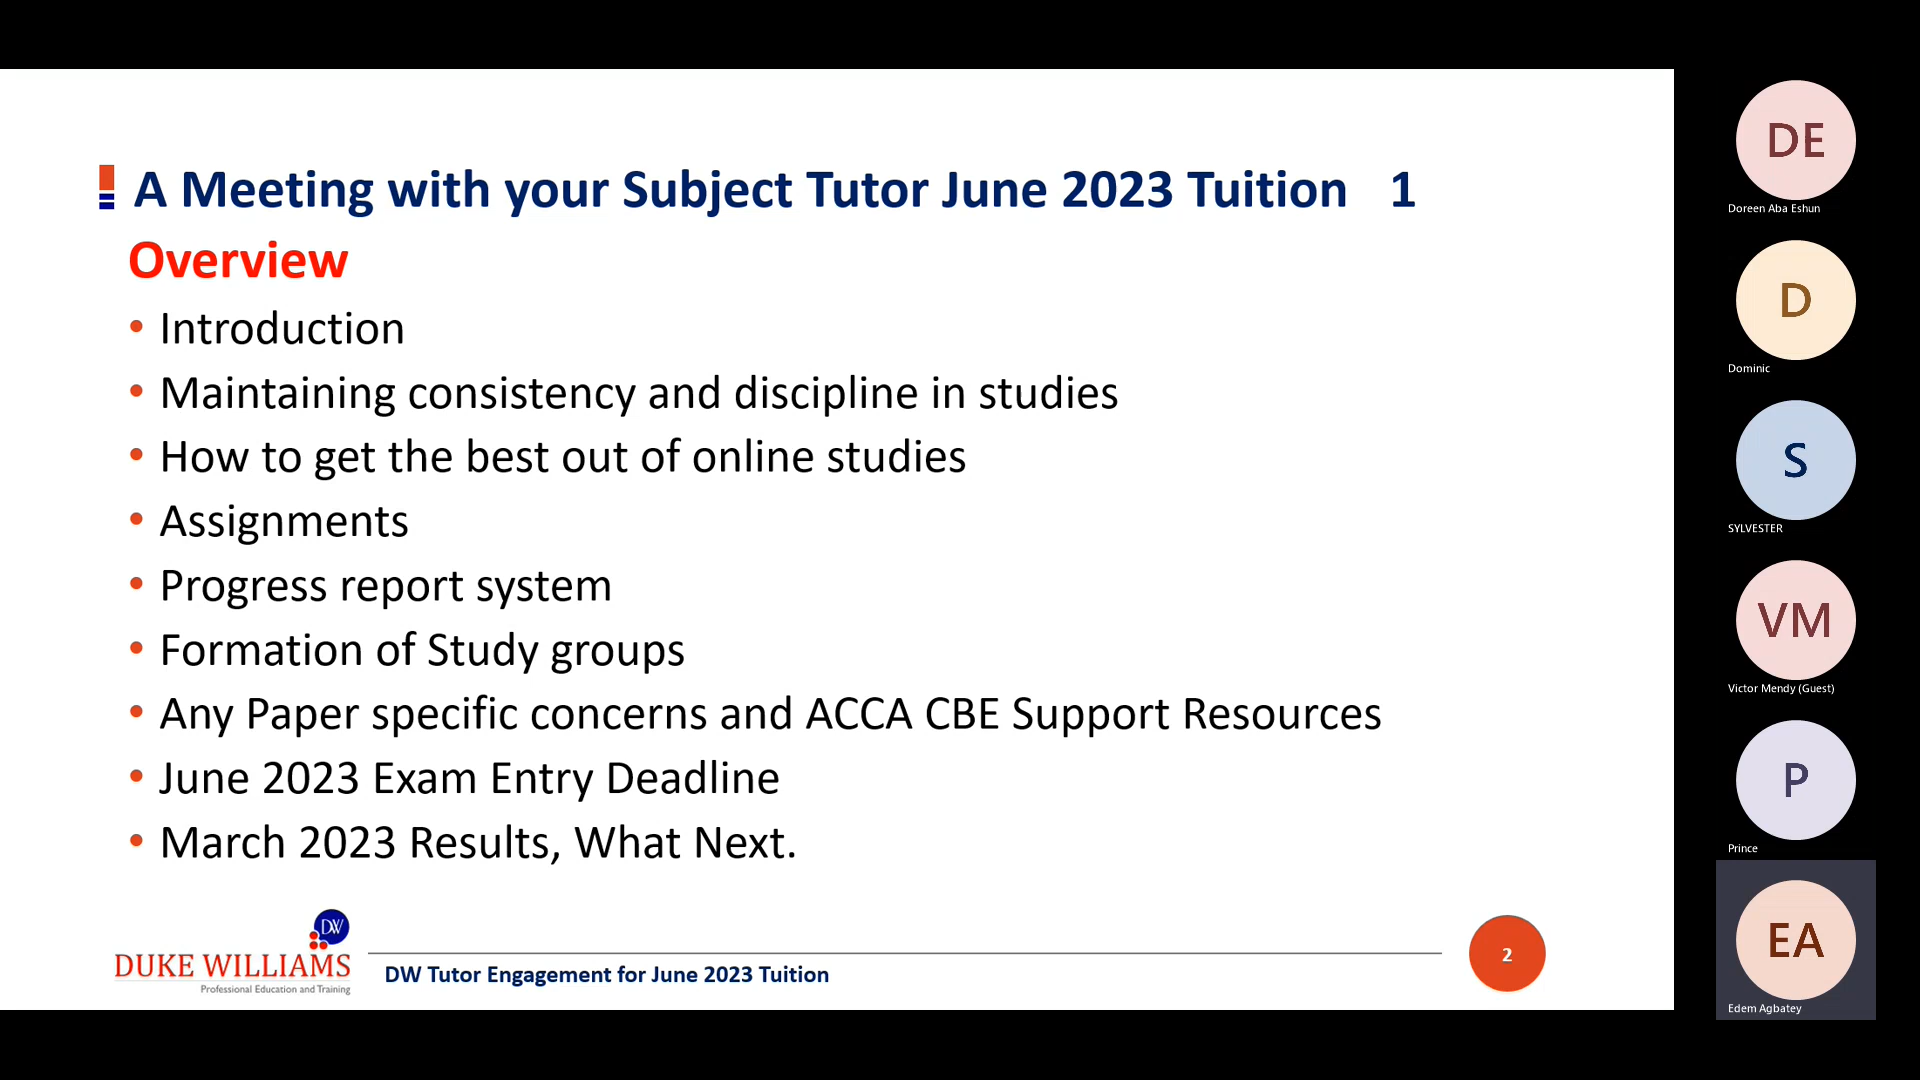 A Meeting with your Subject Tutor June 2023 Tuition 1
Overview
• Introduction
• Maintaining consistency and discipline in studies
• How to get the best out of online studies
• Assignments
• Progress report system
• Formation of Study groups
• Any Paper specific concerns and ACCA CBE Support Resources
• June 2023 Exam Entry Deadline
• March 2023 Results, What Next.
DW
DUKE WILLIAMS
Professional Education and Training
DW Tutor Engagement for June 2023 Tuition
2
DE
Doreen Aba Eshun
D
Dominic
S
SYLVESTER
VM
Victor Mendy (Guest)
P
Prince
EA
Edem Agbatey